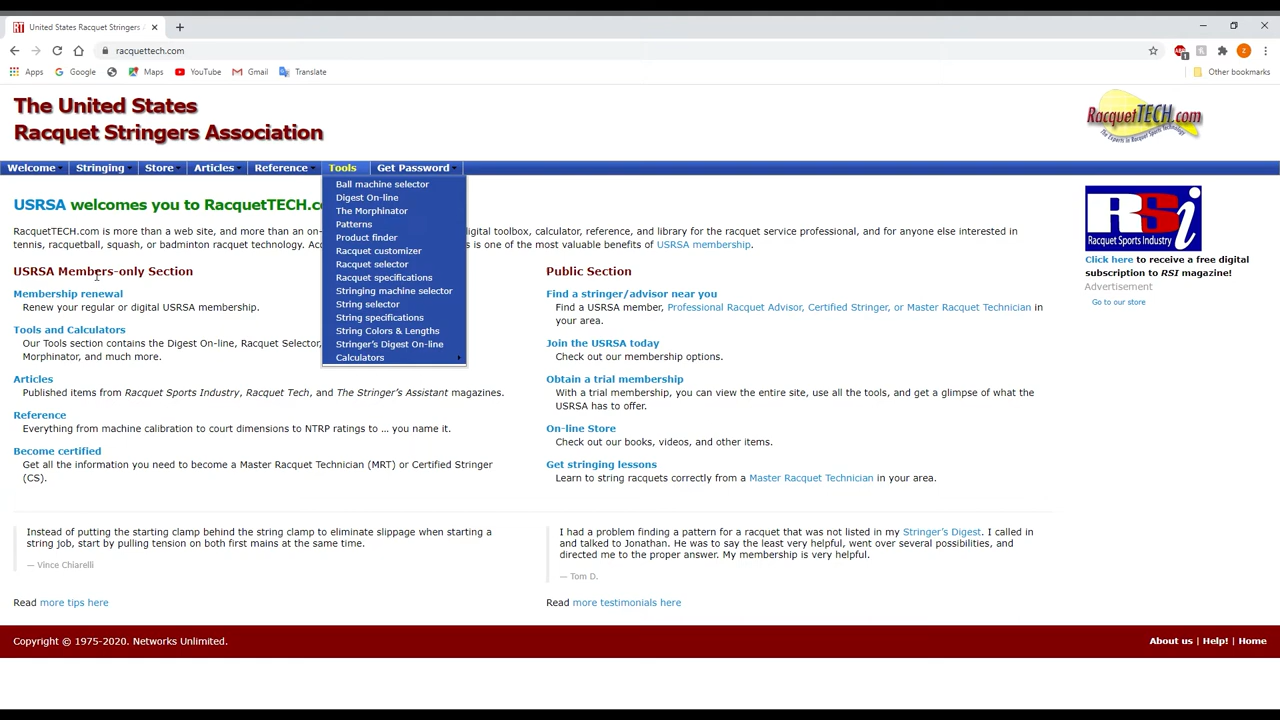 United States Racquet Stringers
racquettech.com
Apps Google Maps YouTube Gmail Translate Other bookmarks
The United States
Racquet Stringers Association
RacquetTECH.com
The Experts in Racquet Sports Technology
Welcome Stringing Store Articles Reference Tools Get Password
Ball machine selector
Digest On-line
The Morphinator
Patterns
Product finder
Racquet customizer
Racquet selector
Racquet specifications
Stringing machine selector
String selector
String specifications
String Colors & Lengths
Stringer's Digest On-line
Calculators
USRSA welcomes you to RacquetTECH.c
RacquetTECH.com is more than a web site, and more than an on- igital toolbox, calculator, reference, and library for the racquet service professional, and for anyone else interested in
tennis, racquetball, squash, or badminton racquet technology. Acc s is one of the most valuable benefits of USRSA membership.
USRSA Members-only Section
Membership renewal
Renew your regular or digital USRSA membership.
Tools and Calculators
Our Tools section contains the Digest On-line, Racquet Selector,
Morphinator, and much more.
Articles
Published items from Racquet Sports Industry, Racquet Tech, and The Stringer's Assistant magazines.
Reference
Everything from machine calibration to court dimensions to NTRP ratings to … you name it.
Become certified
Get all the information you need to become a Master Racquet Technician (MRT) or Certified Stringer
(CS).
Public Section
Find a stringer/advisor near you
Find a USRSA member, Professional Racquet Advisor, Certified Stringer, or Master Racquet Technician in
your area.
Join the USRSA today
Check out our membership options.
Obtain a trial membership
With a trial membership, you can view the entire site, use all the tools, and get a glimpse of what the
USRSA has to offer.
On-line Store
Check out our books, videos, and other items.
Get stringing lessons
Learn to string racquets correctly from a Master Racquet Technician in your area.
RSi
Racquet Sports Industry
Click here to receive a free digital
subscription to RSI magazine!
Advertisement
Go to our store
Instead of putting the starting clamp behind the string clamp to eliminate slippage when starting a
string job, start by pulling tension on both first mains at the same time.
— Vince Chiarelli
Read more tips here
I had a problem finding a pattern for a racquet that was not listed in my Stringer's Digest. I called in
and talked to Jonathan. He was to say the least very helpful, went over several possibilities, and
directed me to the proper answer. My membership is very helpful.
— Tom D.
Read more testimonials here
Copyright © 1975-2020. Networks Unlimited.
About us | Help! | Home